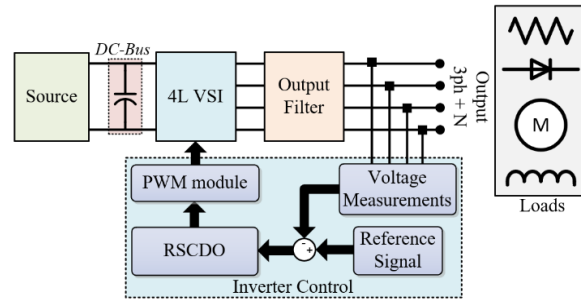 DC-Bus
Source
4L VSI
Output
Filter
3ph + N
Output
M
Loads
PWM module
Voltage
Measurements
RSCDO
- +
Reference
Signal
Inverter Control